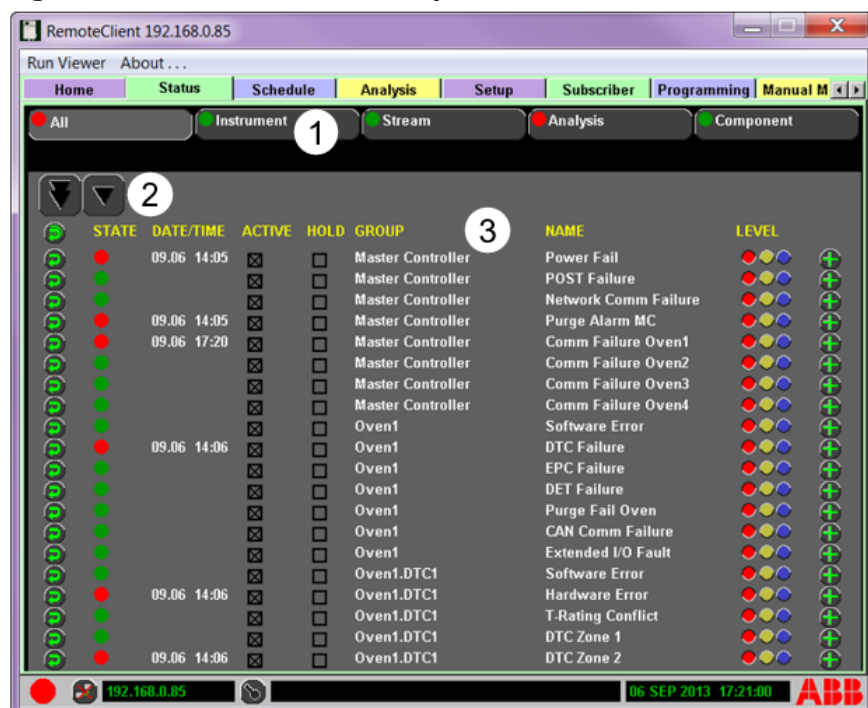 RemoteClient 192.168.0.85
Run Viewer About . . .
Home Status Schedule Analysis Setup Subscriber Programming Manual M
All Instrument Stream Analysis Component
1
2
3
STATE DATE/TIME ACTIVE HOLD GROUP NAME LEVEL
09.06 14:05 Master Controller Power Fail
Master Controller POST Failure
Master Controller Network Comm Failure
09.06 14:05 Master Controller Purge Alarm MC
09.06 17:20 Master Controller Comm Failure Oven1
Master Controller Comm Failure Oven2
Master Controller Comm Failure Oven3
Master Controller Comm Failure Oven4
Oven1 Software Error
09.06 14:06 Oven1 DTC Failure
Oven1 EPC Failure
Oven1 DET Failure
Oven1 Purge Fail Oven
Oven1 CAN Comm Failure
Oven1 Extended I/O Fault
Oven1.DTC1 Software Error
09.06 14:06 Oven1.DTC1 Hardware Error
Oven1.DTC1 T-Rating Conflict
Oven1.DTC1 DTC Zone 1
09.06 14:06 Oven1.DTC1 DTC Zone 2
192.168.0.85 06 SEP 2013 17:21:00 ABB